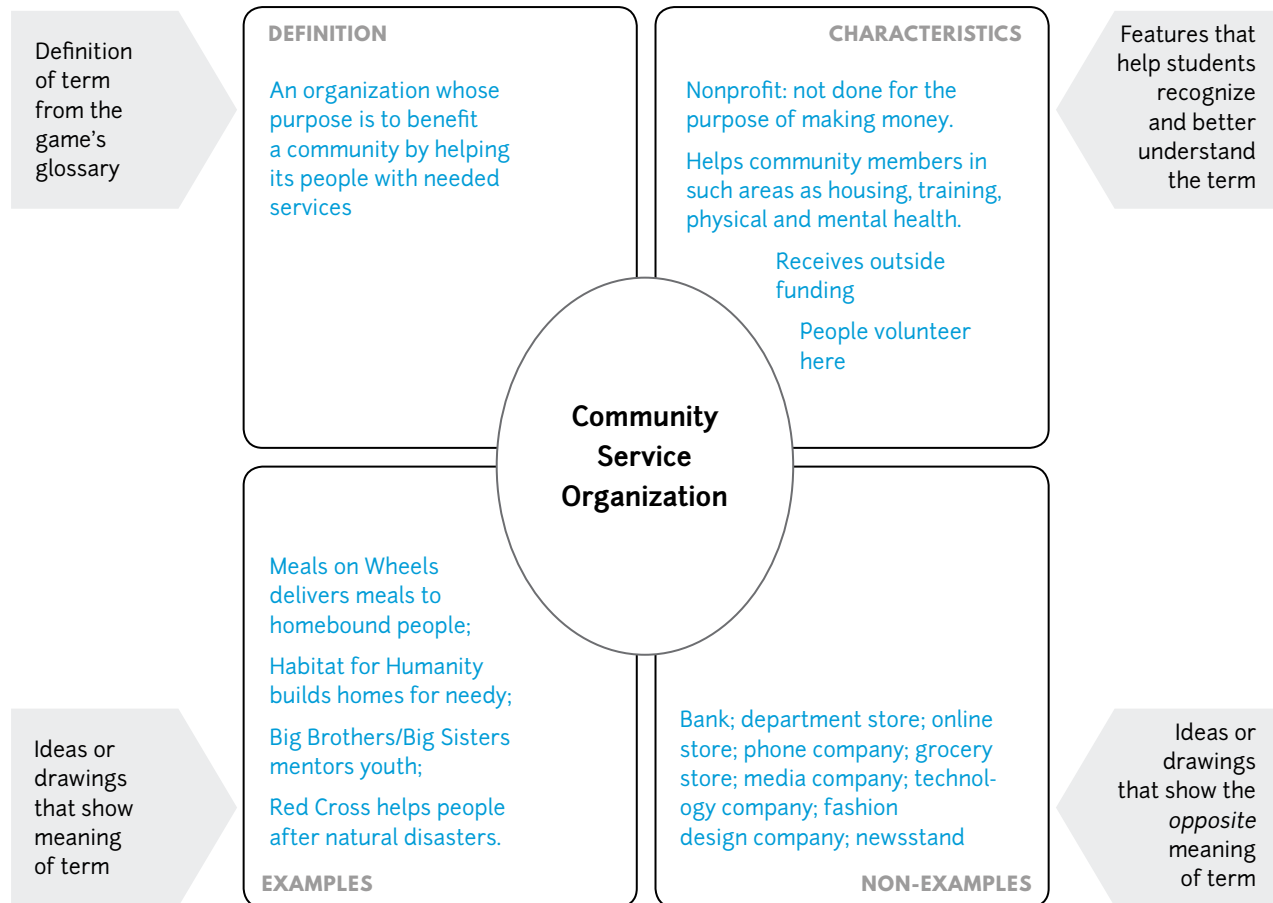 Definition
of term
from the
game's
glossary
DEFINITION
An organization whose
purpose is to benefit
a community by helping
its people with needed
services
CHARACTERISTICS
Nonprofit: not done for the
purpose of making money.
Helps community members in
such areas as housing, training,
physical and mental health.
Receives outside
funding
People volunteer
here
Features that
help students
recognize
and better
understand
the term
Community
Service
Organization
Ideas or
drawings
that show
meaning
of term
Meals on Wheels
delivers meals to
homebound people;
Habitat for Humanity
builds homes for needy;
Big Brothers/Big Sisters
mentors youth;
Red Cross helps people
after natural disasters.
EXAMPLES
Bank; department store; online
store; phone company; grocery
store; media company; technol-
ogy company; fashion
design company; newsstand
NON-EXAMPLES
Ideas or
drawings
that show the
opposite
meaning
of term